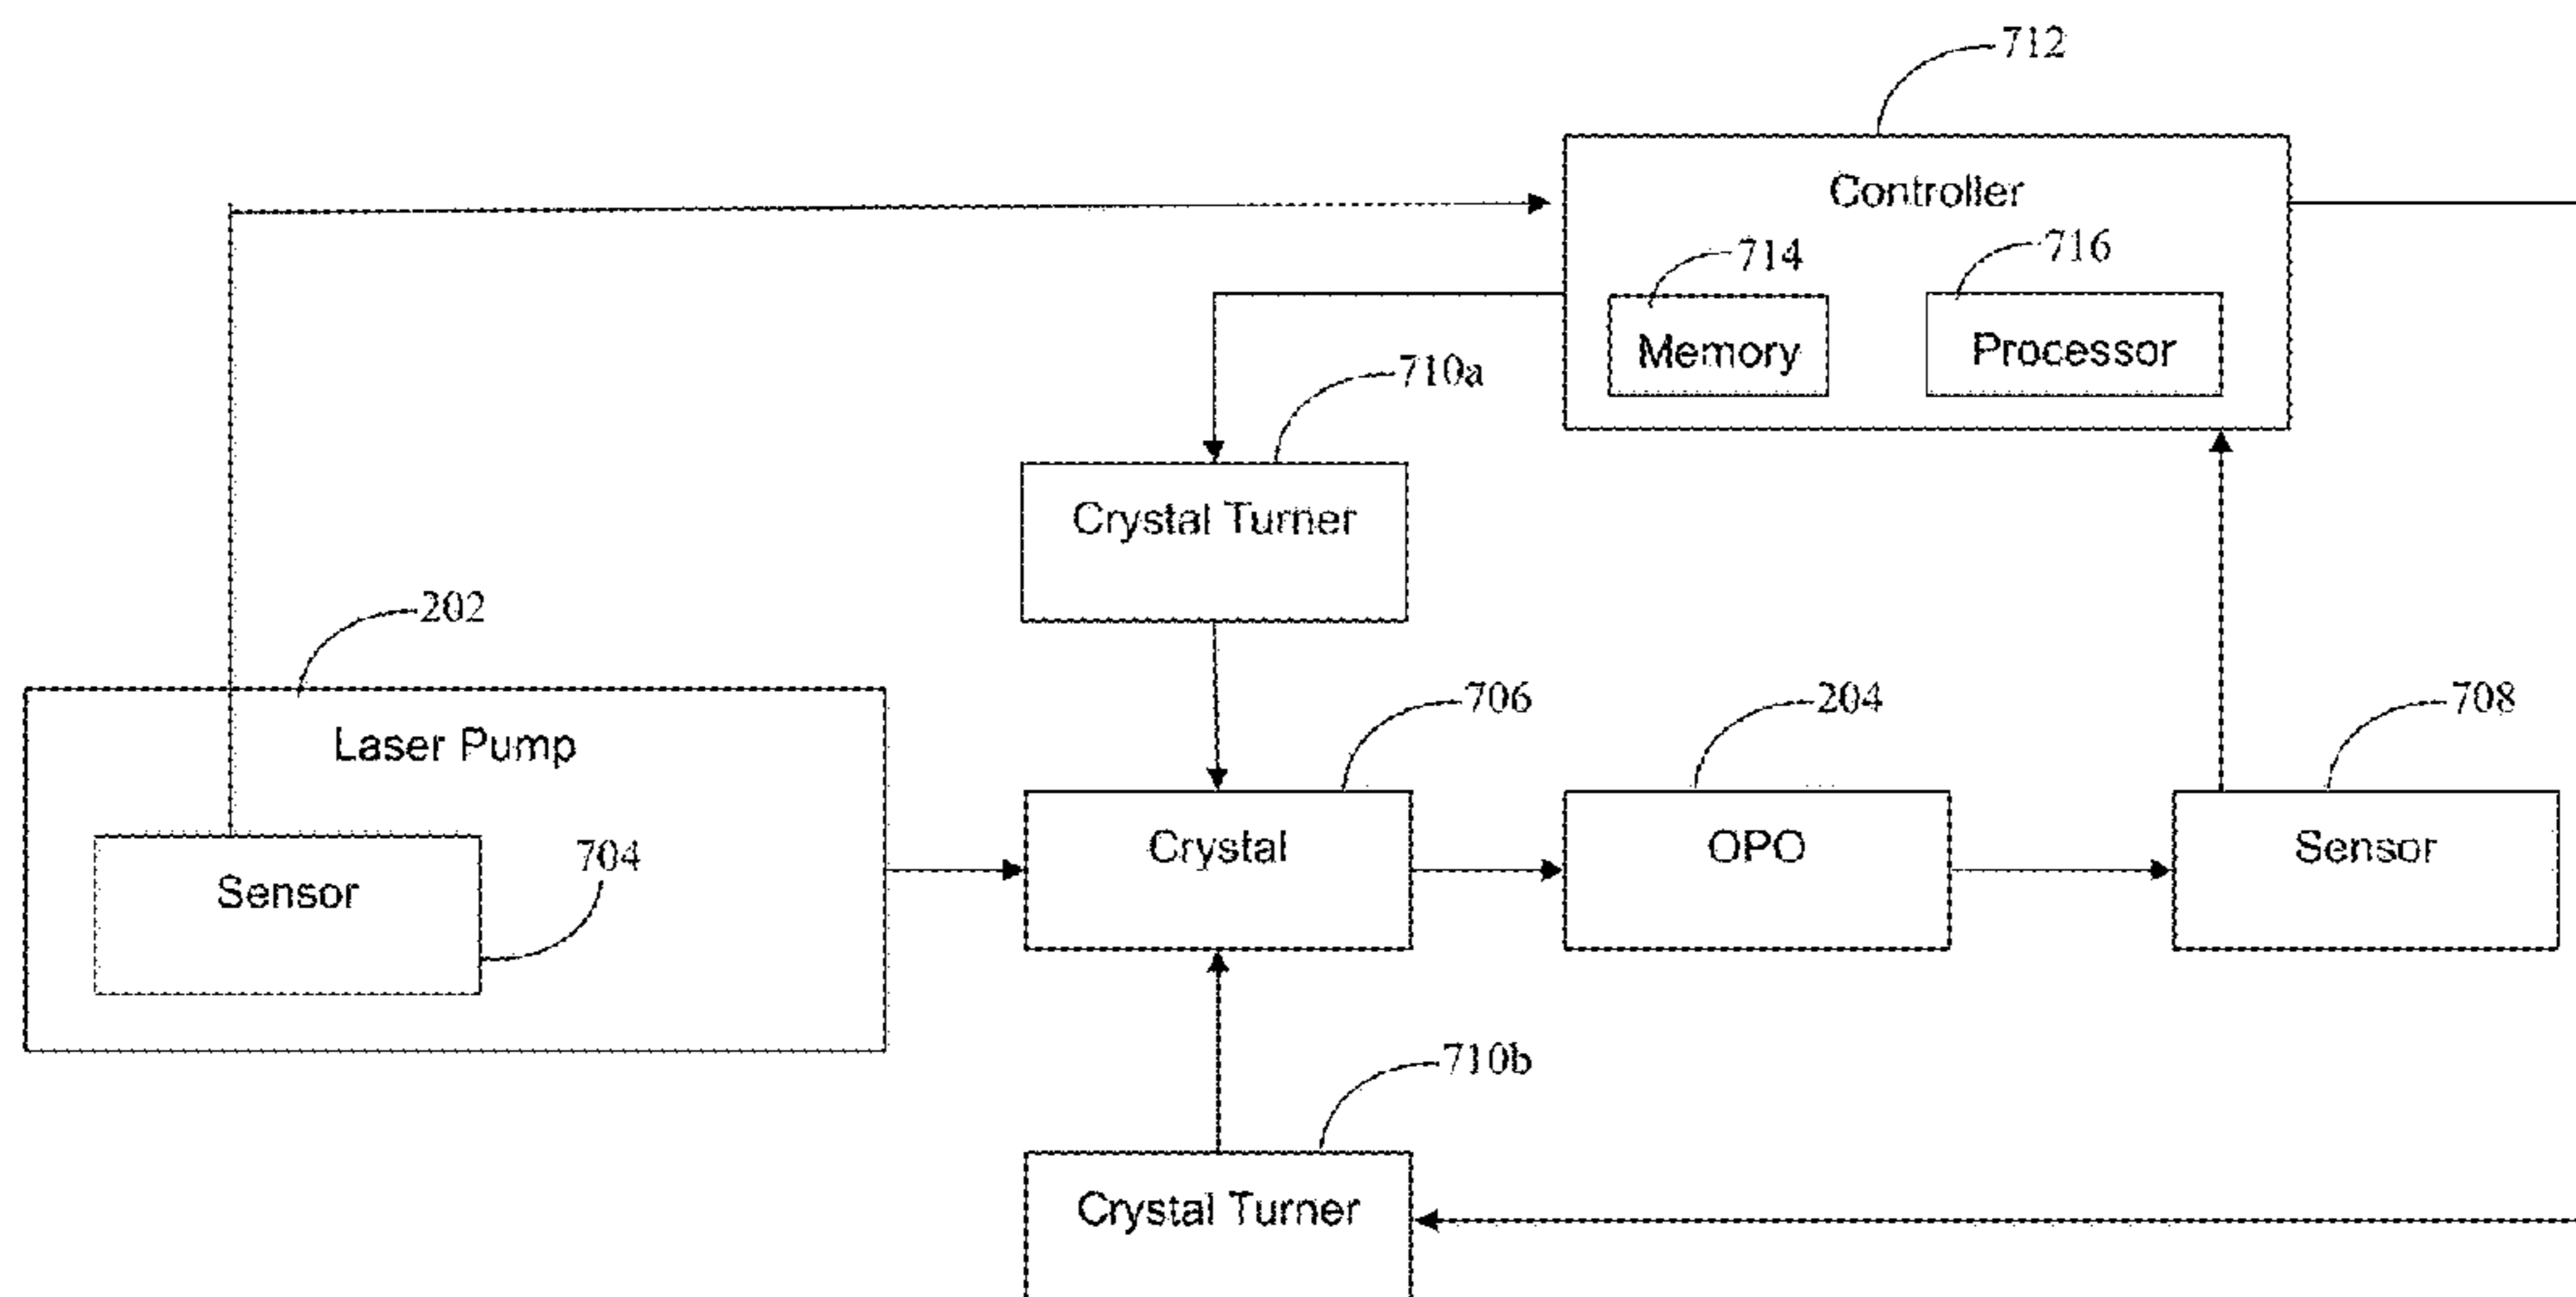 712
Controller
714
716
Memory
Processor
710a
Crystal Turner
202
Laser Pump
704
Sensor
706
Crystal
204
OPO
708
Sensor
710b
Crystal Turner